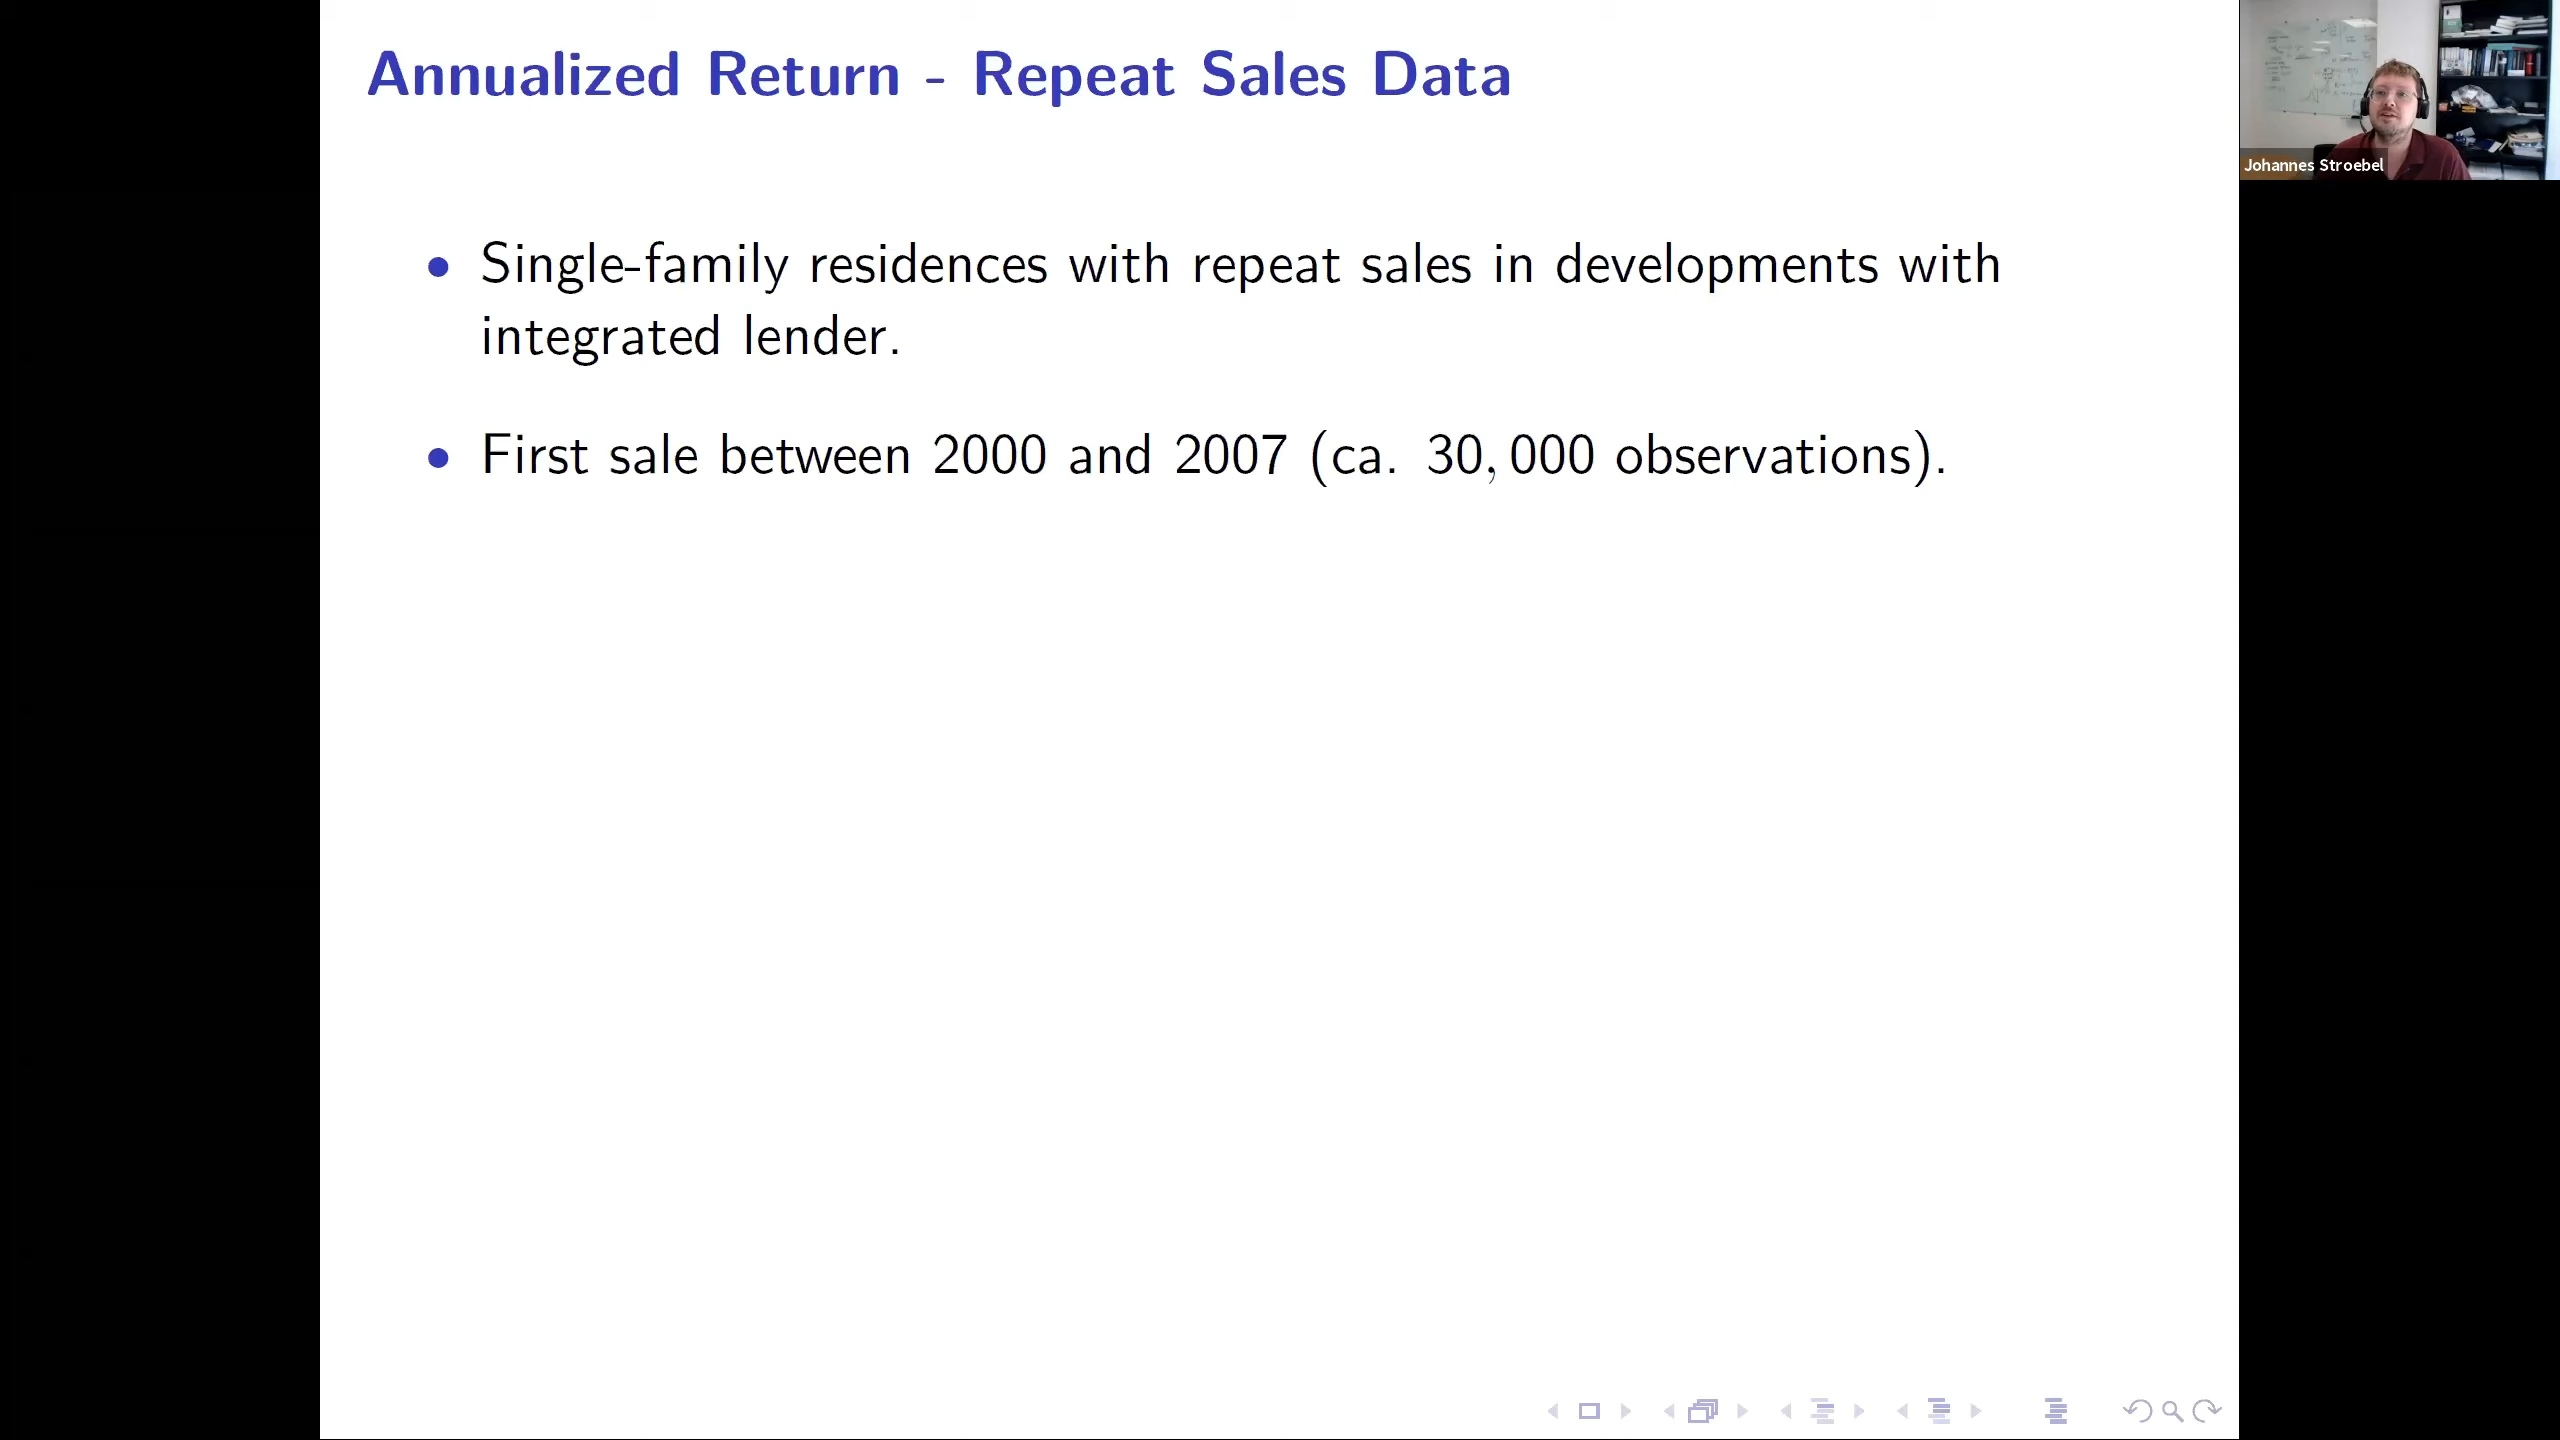 Annualized Return - Repeat Sales Data
Johannes Stroebel
• Single-family residences with repeat sales in developments with
integrated lender.
• First sale between 2000 and 2007 (ca. 30, 000 observations).